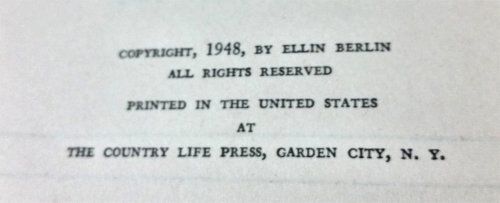 COPYRIGHT, 1948, BY ELLIN BERLIN
ALL RIGHTS RESERVED
PRINTED IN THE UNITED STATES
AT
THE COUNTRY LIFE PRESS, GARDEN CITY, N. Y.